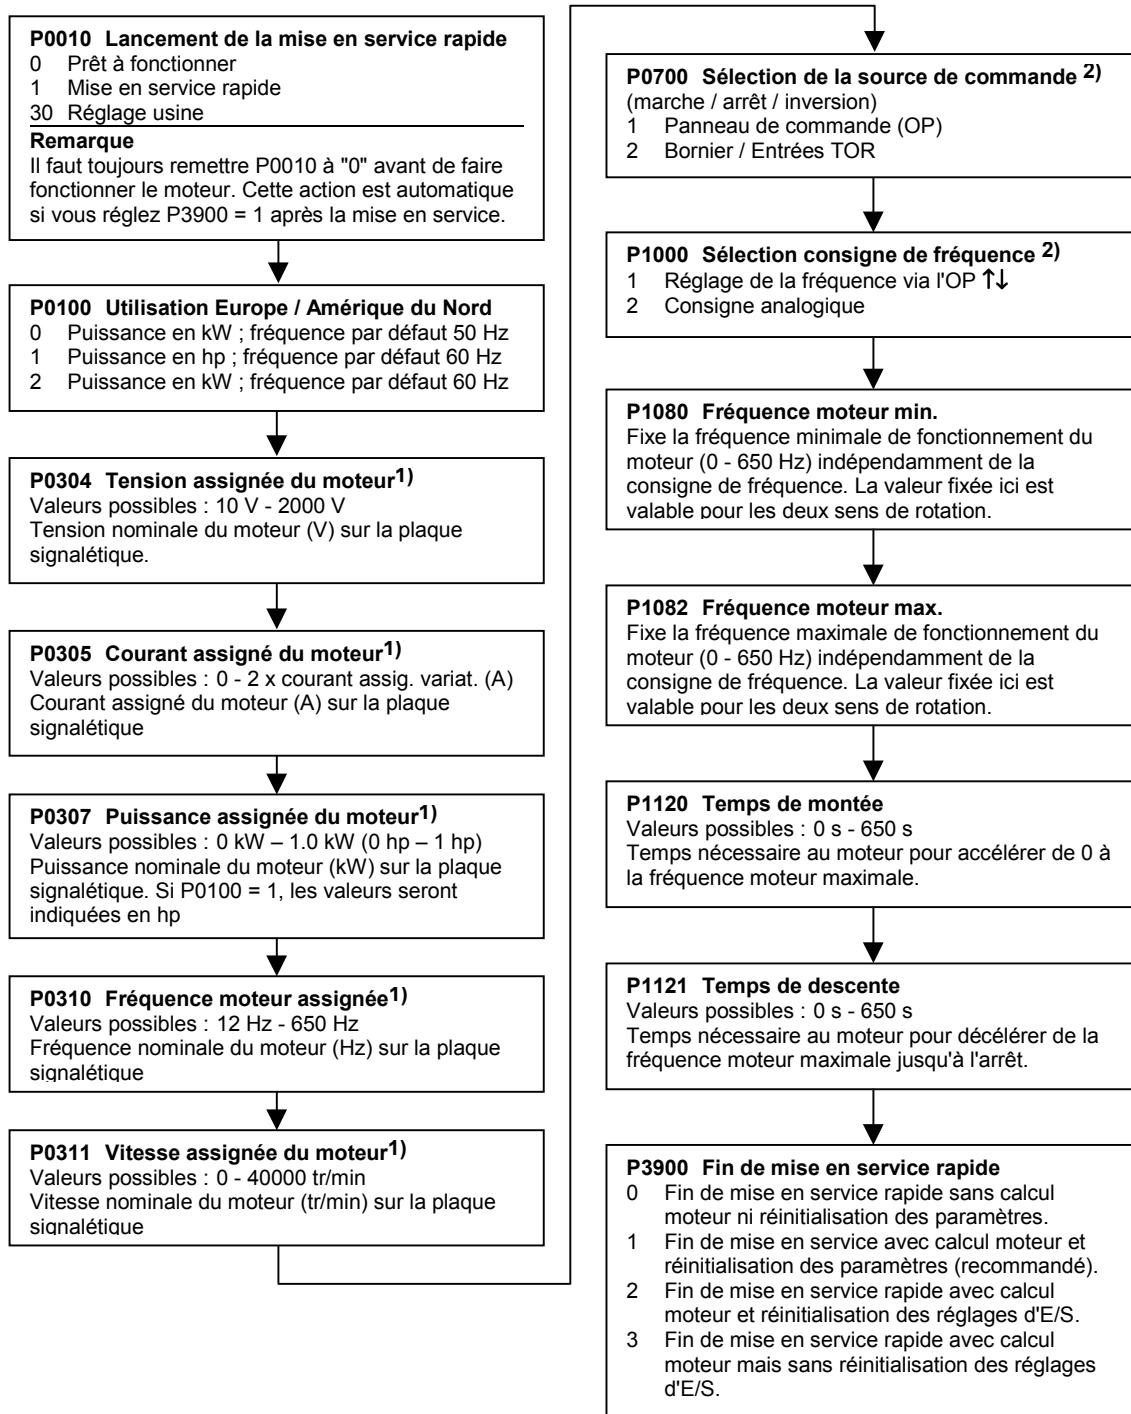 P0010 Lancement de la mise en service rapide
0 Prêt à fonctionner
1 Mise en service rapide
30 Réglage usine
Remarque
Il faut toujours remettre P0010 à "0" avant de faire
fonctionner le moteur. Cette action est automatique
si vous réglez P3900 = 1 après la mise en service.
P0100 Utilisation Europe / Amérique du Nord
0 Puissance en kW ; fréquence par défaut 50 Hz
1 Puissance en hp ; fréquence par défaut 60 Hz
2 Puissance en kW ; fréquence par défaut 60 Hz
P0304 Tension assignée du moteur1)
Valeurs possibles : 10 V - 2000 V
Tension nominale du moteur (V) sur la plaque
signalétique.
P0305 Courant assigné du moteur1)
Valeurs possibles : 0 - 2 x courant assig. variat. (A)
Courant assigné du moteur (A) sur la plaque
signalétique
P0307 Puissance assignée du moteur1)
Valeurs possibles : 0 kW – 1.0 kW (0 hp – 1 hp)
Puissance nominale du moteur (kW) sur la plaque
signalétique. Si P0100 = 1, les valeurs seront
indiquées en hp
P0310 Fréquence moteur assignée1)
Valeurs possibles : 12 Hz - 650 Hz
Fréquence nominale du moteur (Hz) sur la plaque
signalétique
P0311 Vitesse assignée du moteur1)
Valeurs possibles : 0 - 40000 tr/min
Vitesse nominale du moteur (tr/min) sur la plaque
signalétique
P0700 Sélection de la source de commande 2)
(marche / arrêt / inversion)
1 Panneau de commande (OP)
2 Bornier / Entrées TOR
P1000 Sélection consigne de fréquence 2)
1 Réglage de la fréquence via l'OP ↑↓
2 Consigne analogique
P1080 Fréquence moteur min.
Fixe la fréquence minimale de fonctionnement du
moteur (0 - 650 Hz) indépendamment de la
consigne de fréquence. La valeur fixée ici est
valable pour les deux sens de rotation.
P1082 Fréquence moteur max.
Fixe la fréquence maximale de fonctionnement du
moteur (0 - 650 Hz) indépendamment de la
consigne de fréquence. La valeur fixée ici est
valable pour les deux sens de rotation.
P1120 Temps de montée
Valeurs possibles : 0 s - 650 s
Temps nécessaire au moteur pour accélérer de 0 à
la fréquence moteur maximale.
P1121 Temps de descente
Valeurs possibles : 0 s - 650 s
Temps nécessaire au moteur pour décélérer de la
fréquence moteur maximale jusqu'à l'arrêt.
P3900 Fin de mise en service rapide
0 Fin de mise en service rapide sans calcul
moteur ni réinitialisation des paramètres.
1 Fin de mise en service avec calcul moteur et
réinitialisation des paramètres (recommandé).
2 Fin de mise en service rapide avec calcul
moteur et réinitialisation des réglages d'E/S.
3 Fin de mise en service rapide avec calcul
moteur mais sans réinitialisation des réglages
d'E/S.